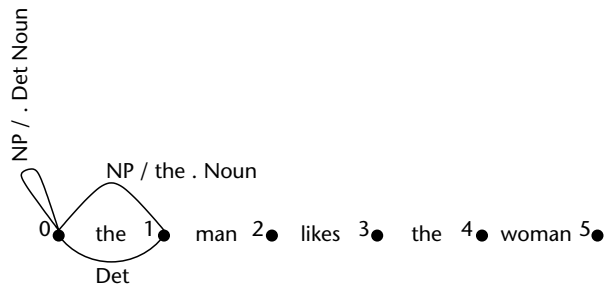 NP / . Det Noun
NP / the . Noun
0 the 1 man 2 likes 3 the 4 woman 5
Det